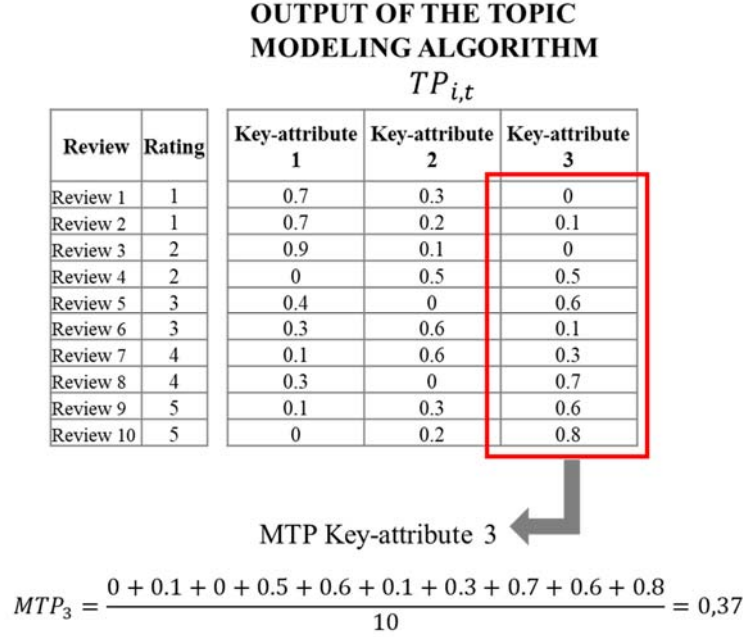 OUTPUT OF THE TOPIC
MODELING ALGORITHM
TP_{i,t}
Review Rating Key-attribute 1 Key-attribute 2 Key-attribute 3
Review 1 1 0.7 0.3 0
Review 2 1 0.7 0.2 0.1
Review 3 2 0.9 0.1 0
Review 4 2 0 0.5 0.5
Review 5 3 0.4 0 0.6
Review 6 3 0.3 0.6 0.1
Review 7 4 0.1 0.6 0.3
Review 8 4 0.3 0 0.7
Review 9 5 0.1 0.3 0.6
Review 10 5 0 0.2 0.8
MTP Key-attribute 3
MTP₃ = (0 + 0.1 + 0 + 0.5 + 0.6 + 0.1 + 0.3 + 0.7 + 0.6 + 0.8) / 10 = 0,37